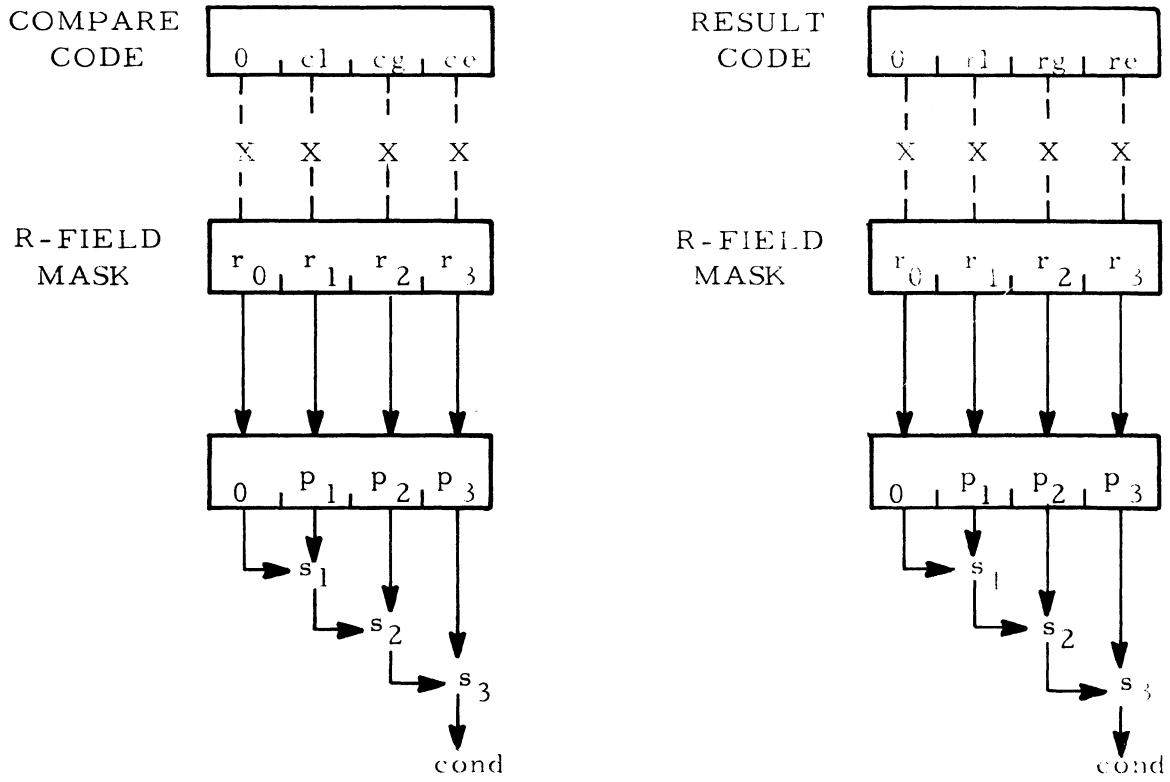 COMPARE CODE
0 cl cg ce
X X X X
R-FIELD MASK
r0 r1 r2 r3
0 p1 p2 p3
s1
s2
s3
cond
RESULT CODE
0 rl rg re
X X X X
R-FIELD MASK
r0 r1 r2 r3
0 p1 p2 p3
s1
s2
s3
cond